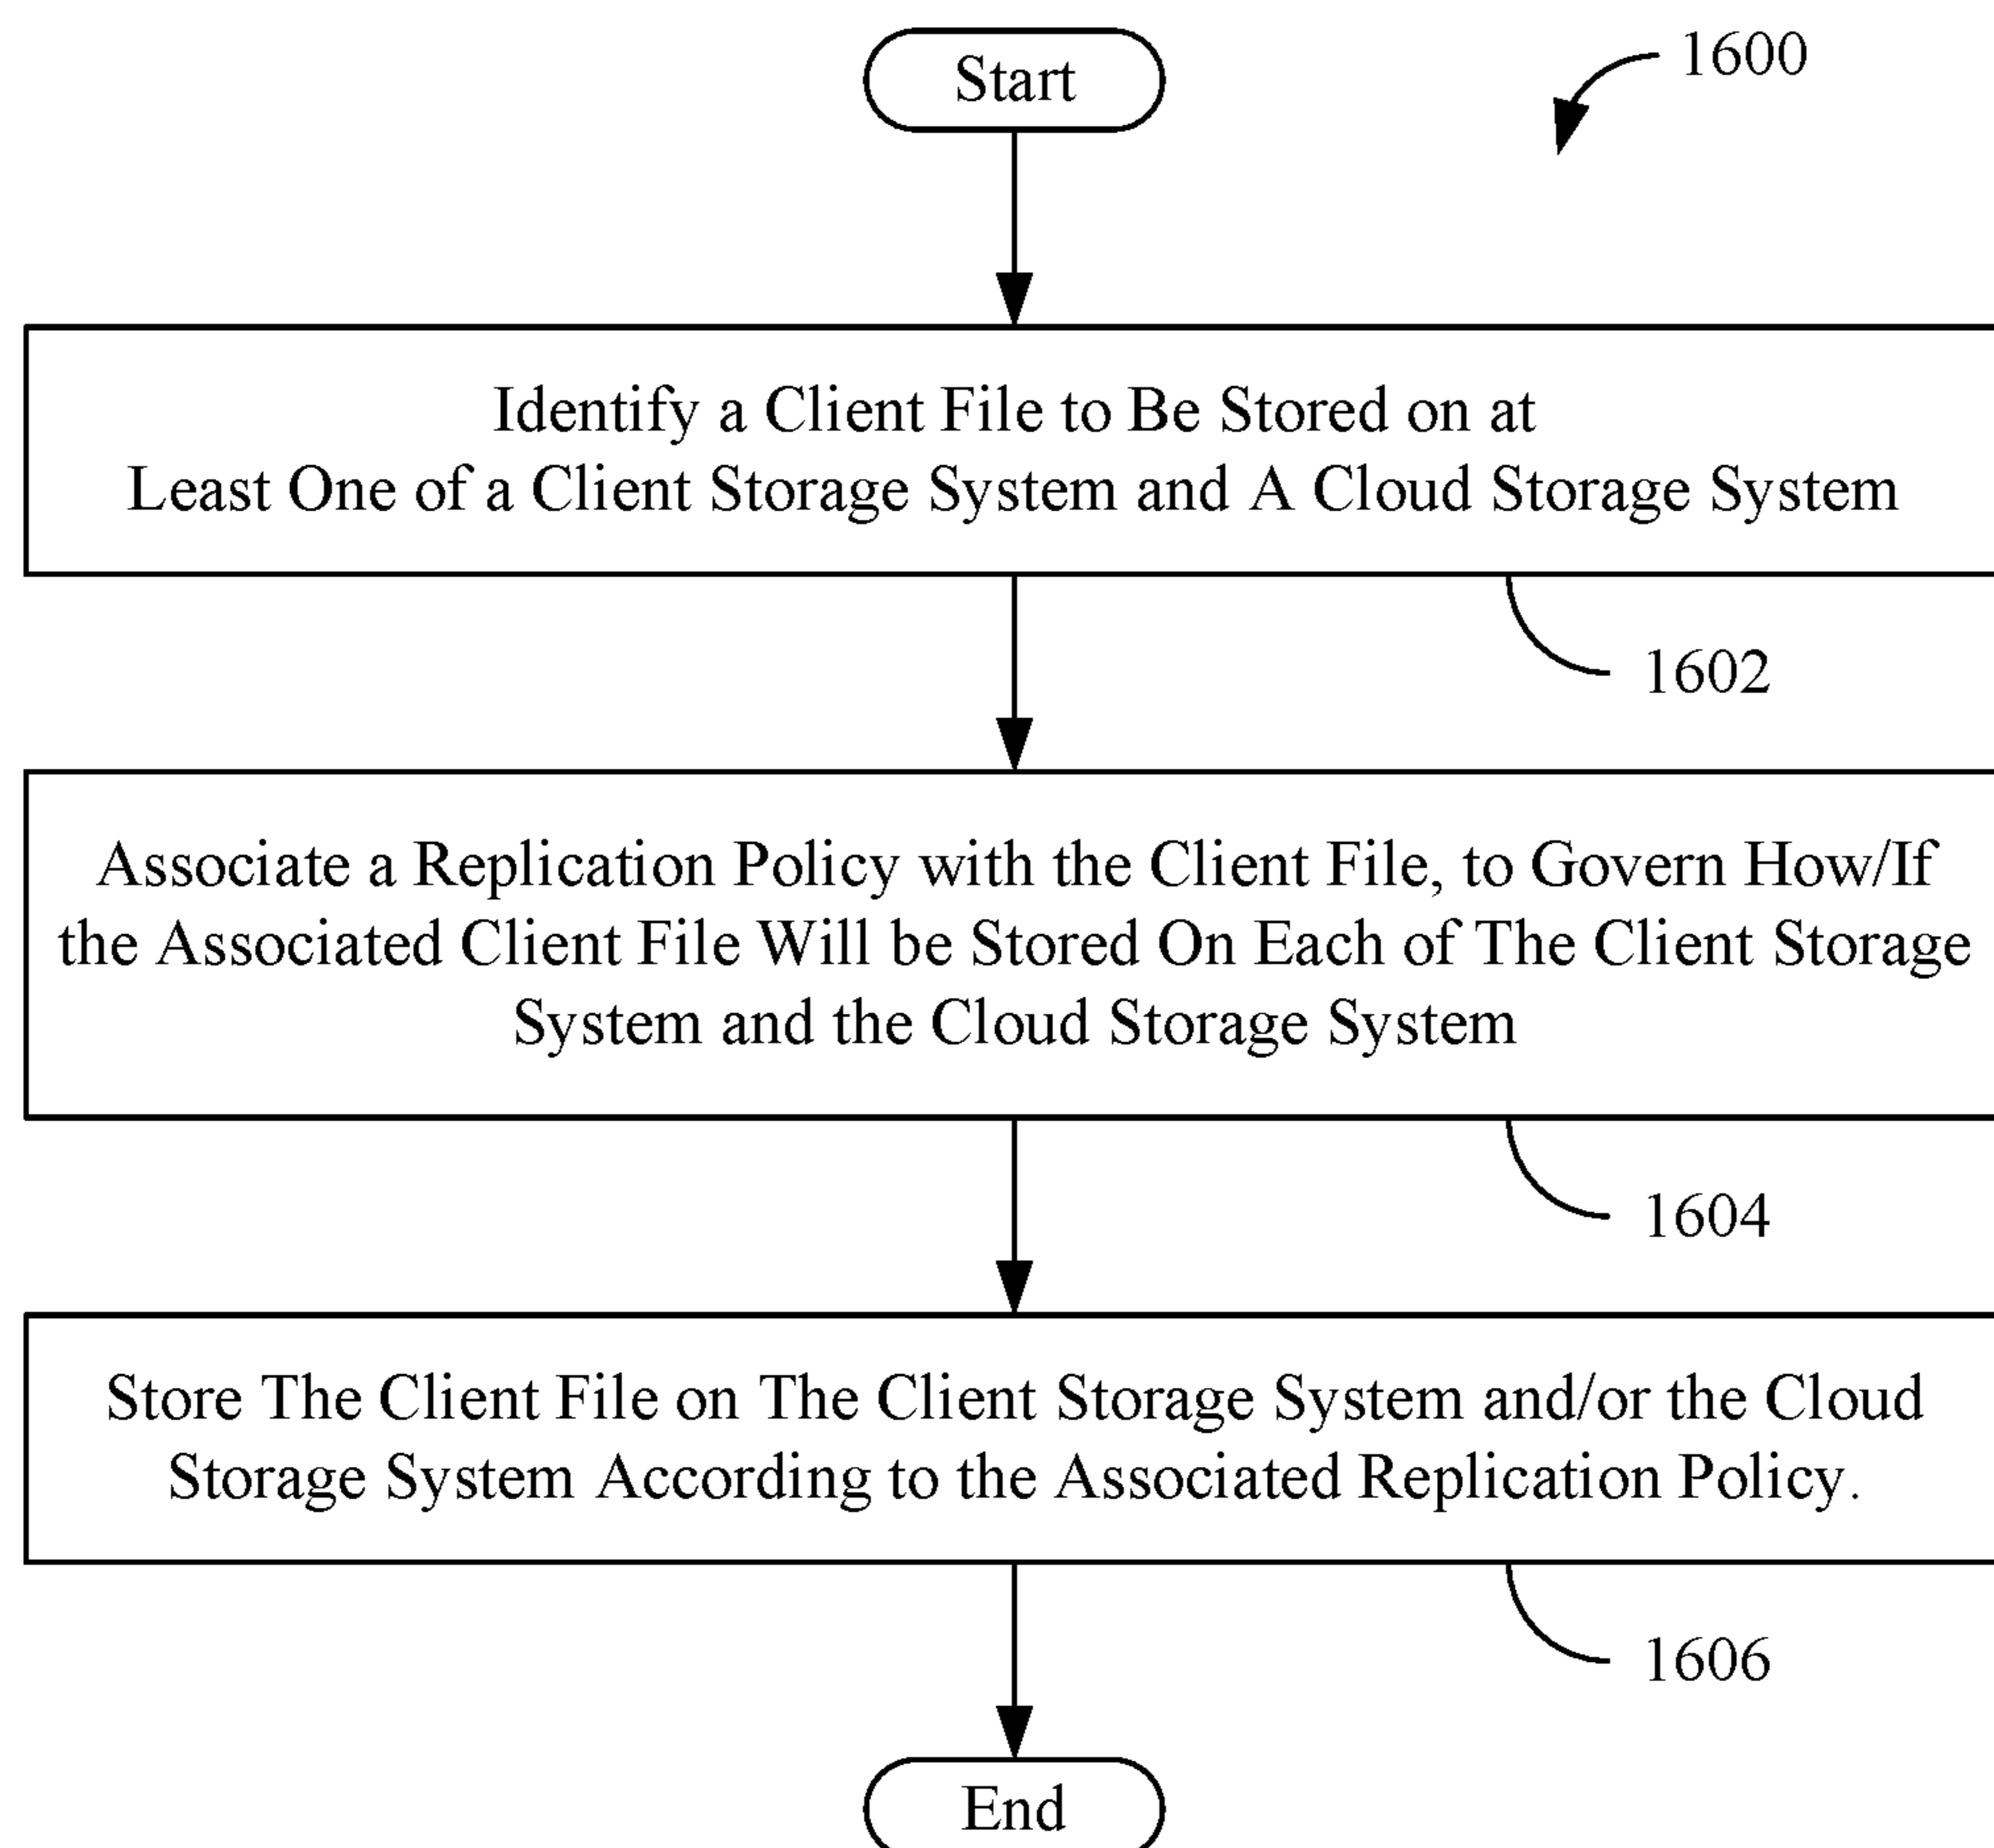 Start
1600
Identify a Client File to Be Stored on at
Least One of a Client Storage System and A Cloud Storage System
1602
Associate a Replication Policy with the Client File, to Govern How/If
the Associated Client File Will be Stored On Each of The Client Storage
System and the Cloud Storage System
1604
Store The Client File on The Client Storage System and/or the Cloud
Storage System According to the Associated Replication Policy.
1606
End